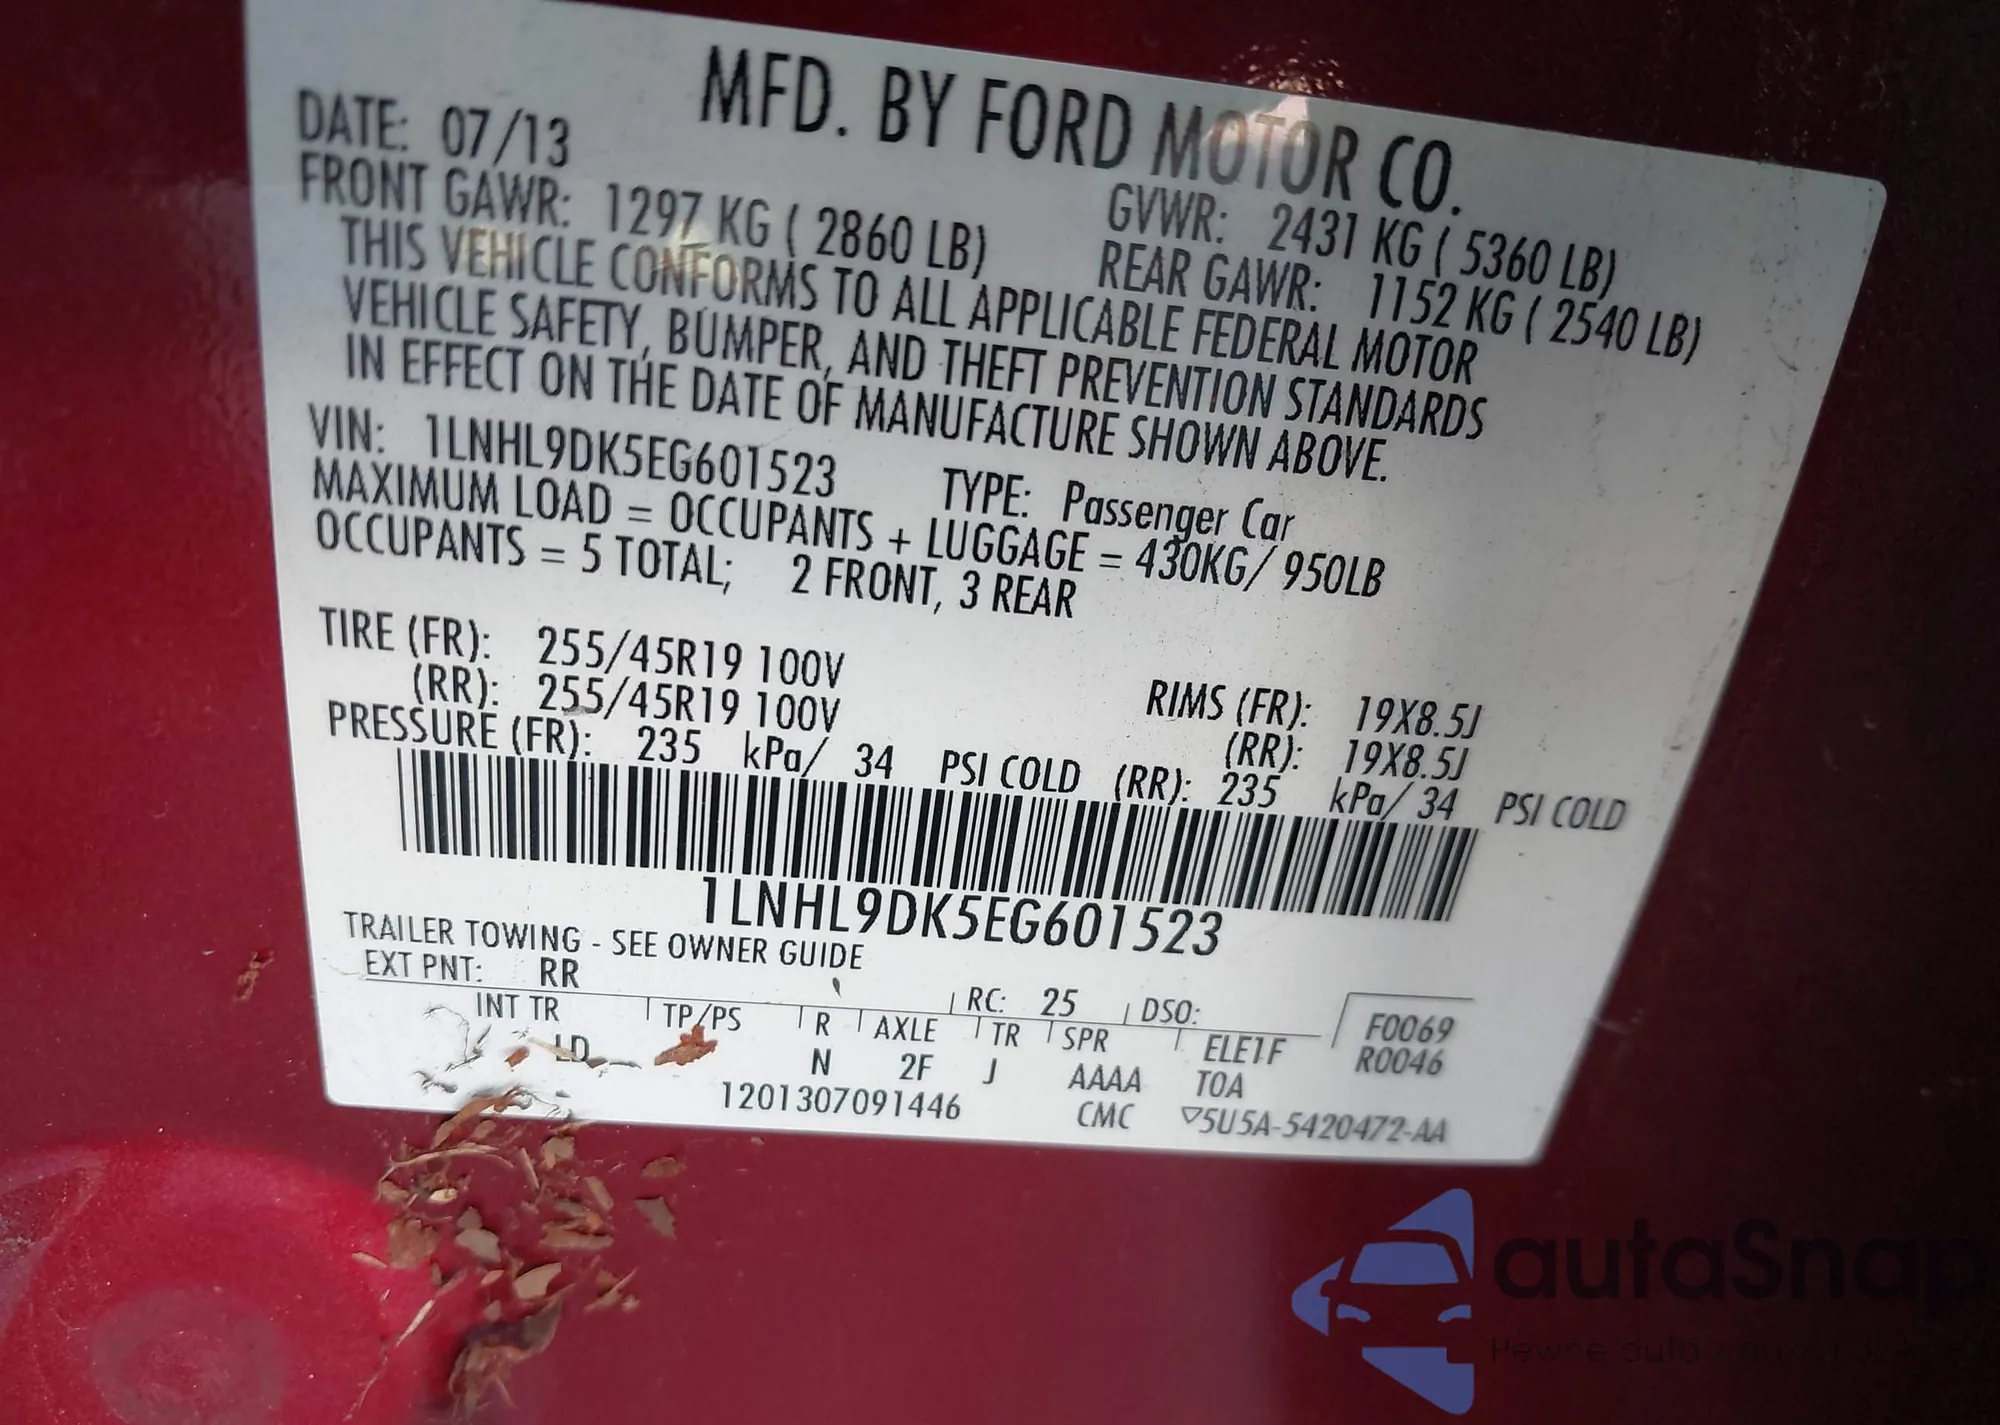 MFD. BY FORD MOTOR CO.
DATE: 07/13 GVWR: 2431 KG ( 5360 LB)
FRONT GAWR: 1297 KG ( 2860 LB) REAR GAWR: 1152 KG ( 2540 LB)
THIS VEHICLE CONFORMS TO ALL APPLICABLE FEDERAL MOTOR
VEHICLE SAFETY, BUMPER, AND THEFT PREVENTION STANDARDS
IN EFFECT ON THE DATE OF MANUFACTURE SHOWN ABOVE.
VIN: 1LNHL9DK5EG601523 TYPE: Passenger Car
MAXIMUM LOAD = OCCUPANTS + LUGGAGE = 430KG/ 950LB
OCCUPANTS = 5 TOTAL; 2 FRONT, 3 REAR
TIRE (FR): 255/45R19 100V RIMS (FR): 19X8.5J
(RR): 255/45R19 100V (RR): 19X8.5J
PRESSURE (FR): 235 kPa/ 34 PSI COLD (RR): 235 kPa/ 34 PSI COLD
1LNHL9DK5EG601523
TRAILER TOWING - SEE OWNER GUIDE
EXT PNT: RR RC: 25 DSO: F0069
INT TR TP/PS R AXLE TR SPR ELE1F R0046
LD N 2F J AAAA T0A
1201307091446 CMC ▽5U5A-5420472-AA
autaSnap